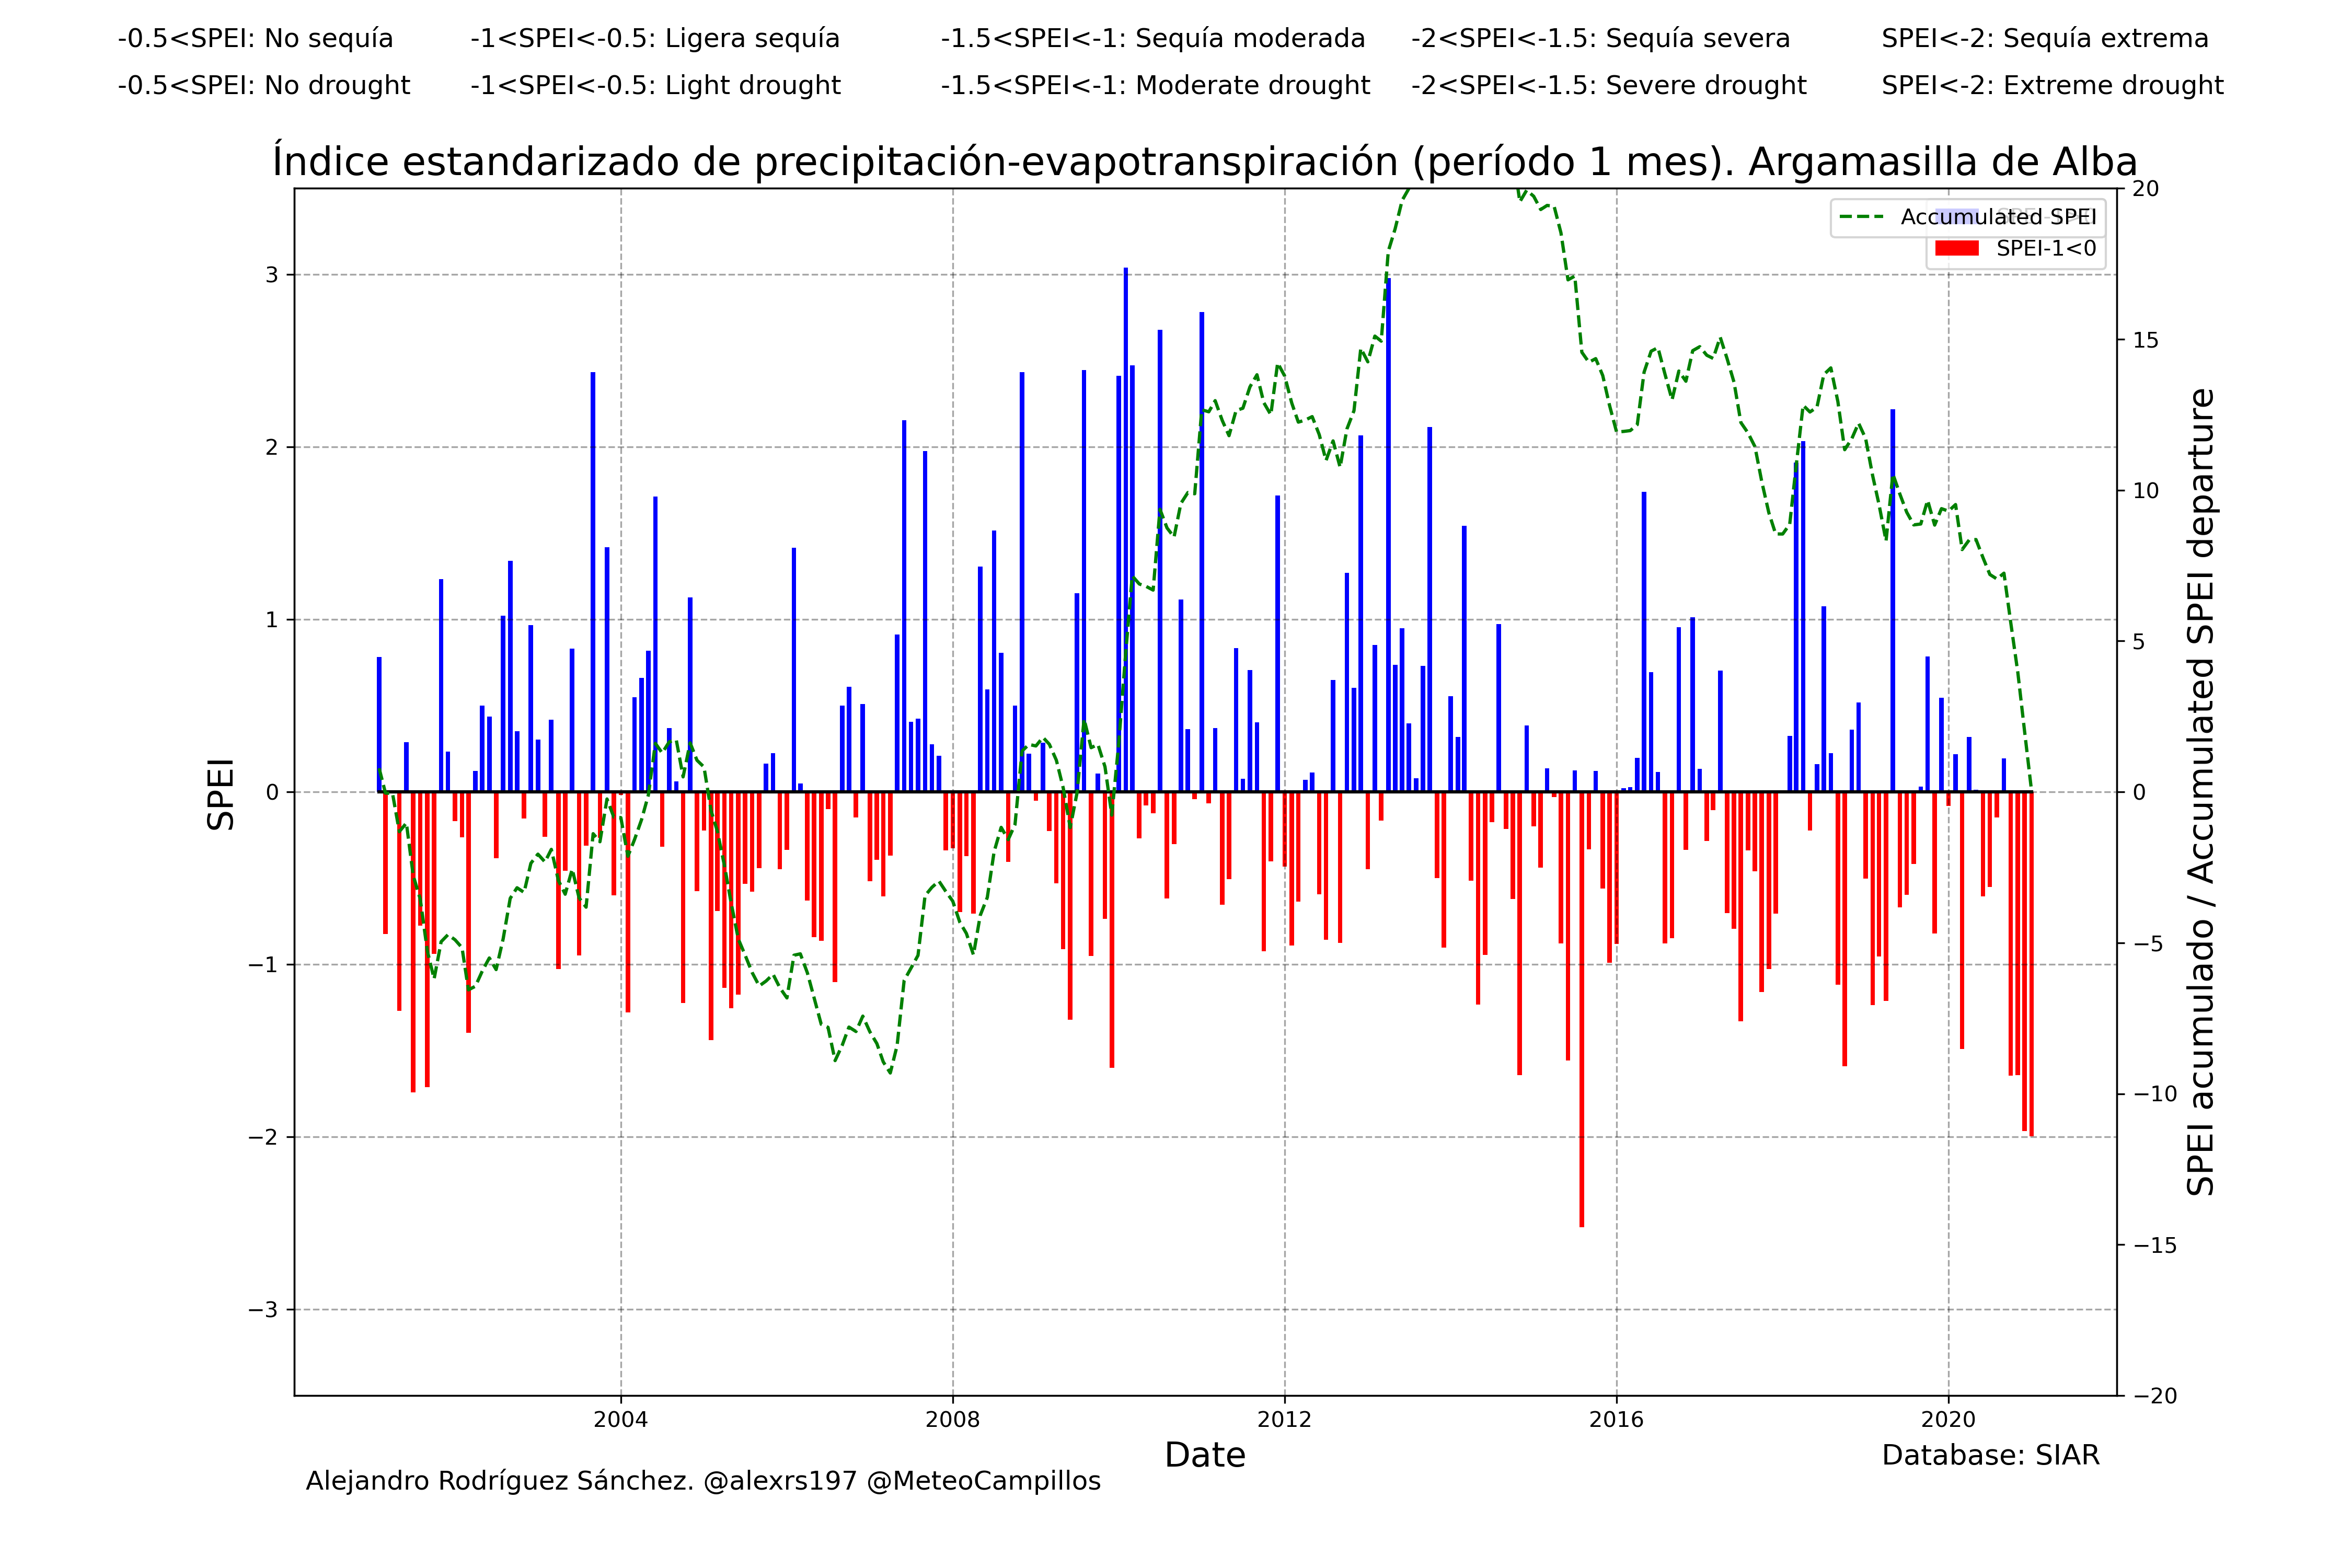 -0.5<SPEI: No sequía -1<SPEI<-0.5: Ligera sequía -1.5<SPEI<-1: Sequía moderada -2<SPEI<-1.5: Sequía severa SPEI<-2: Sequía extrema
-0.5<SPEI: No drought -1<SPEI<-0.5: Light drought -1.5<SPEI<-1: Moderate drought -2<SPEI<-1.5: Severe drought SPEI<-2: Extreme drought
Índice estandarizado de precipitación-evapotranspiración (período 1 mes). Argamasilla de Alba
Accumulated SPEI
SPEI-1<0
SPEI
3
2
1
0
−1
−2
−3
20
15
10
5
0
−5
−10
−15
−20
SPEI acumulado / Accumulated SPEI departure
2004 2008 2012 2016 2020
Date
Database: SIAR
Alejandro Rodríguez Sánchez. @alexrs197 @MeteoCampillos